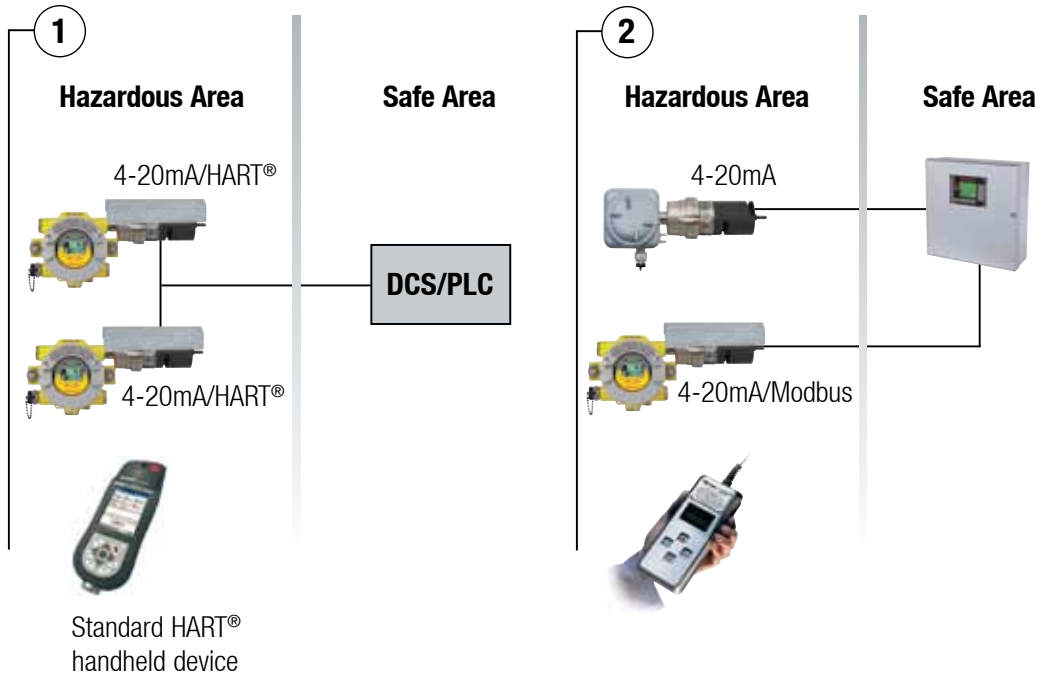 1
Hazardous Area
Safe Area
4-20mA/HART®
DCS/PLC
4-20mA/HART®
Standard HART®
handheld device
2
Hazardous Area
Safe Area
4-20mA
4-20mA/Modbus